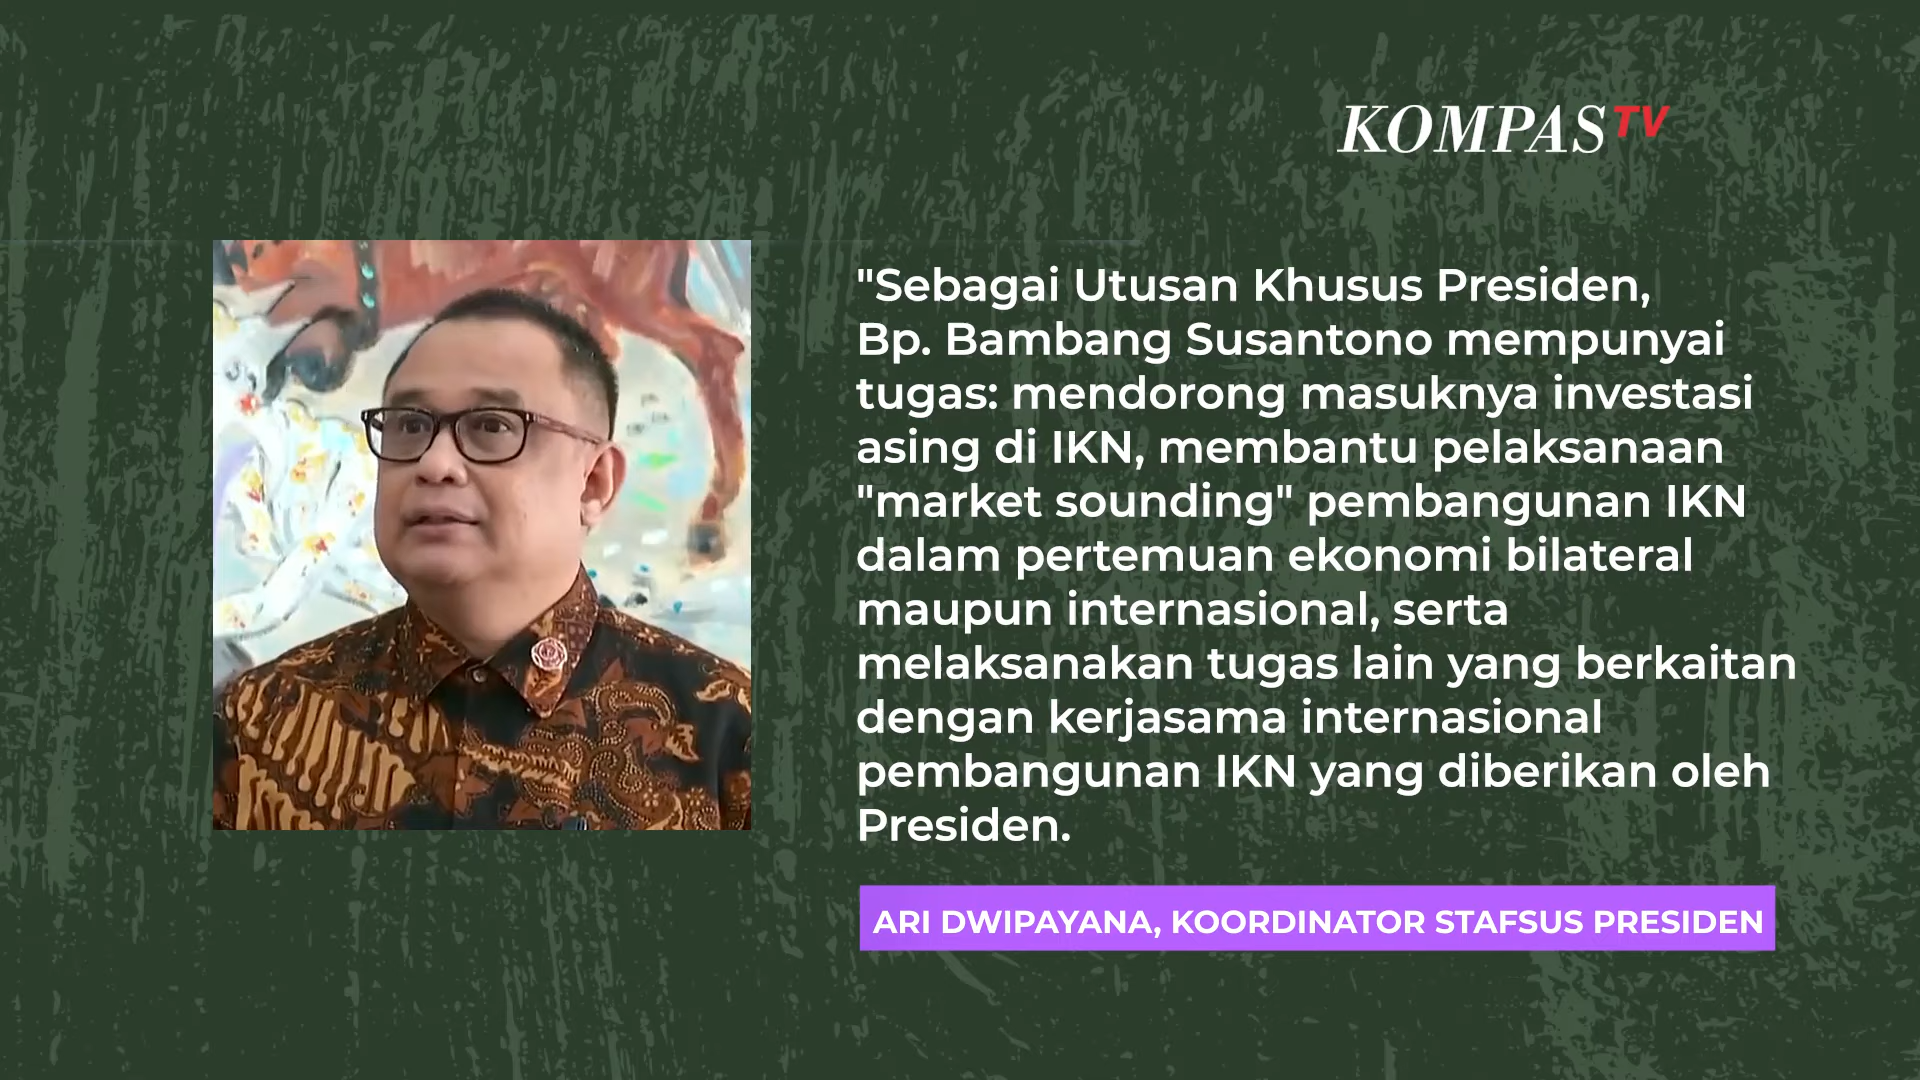 KOMPAS TV
"Sebagai Utusan Khusus Presiden,
Bp. Bambang Susantono mempunyai
tugas: mendorong masuknya investasi
asing di IKN, membantu pelaksanaan
"market sounding" pembangunan IKN
dalam pertemuan ekonomi bilateral
maupun internasional, serta
melaksanakan tugas lain yang berkaitan
dengan kerjasama internasional
pembangunan IKN yang diberikan oleh
Presiden.
ARI DWIPAYANA, KOORDINATOR STAFSUS PRESIDEN